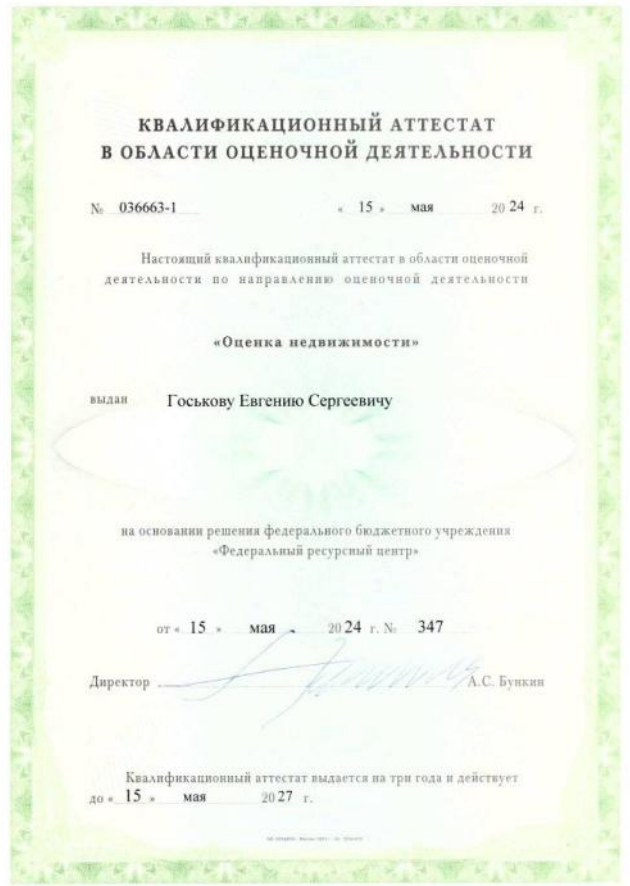 КВАЛИФИКАЦИОННЫЙ АТТЕСТАТ
В ОБЛАСТИ ОЦЕНОЧНОЙ ДЕЯТЕЛЬНОСТИ
№ 036663-1 « 15 » мая 20 24 г.
Настоящий квалификационный аттестат в области оценочной
деятельности по направлению оценочной деятельности
«Оценка недвижимости»
выдан Госькову Евгению Сергеевичу
на основании решения федерального бюджетного учреждения
«Федеральный ресурсный центр»
от « 15 » мая 20 24 г. № 347
Директор А.С. Бункин
Квалификационный аттестат выдается на три года и действует
до « 15 » мая 20 27 г.